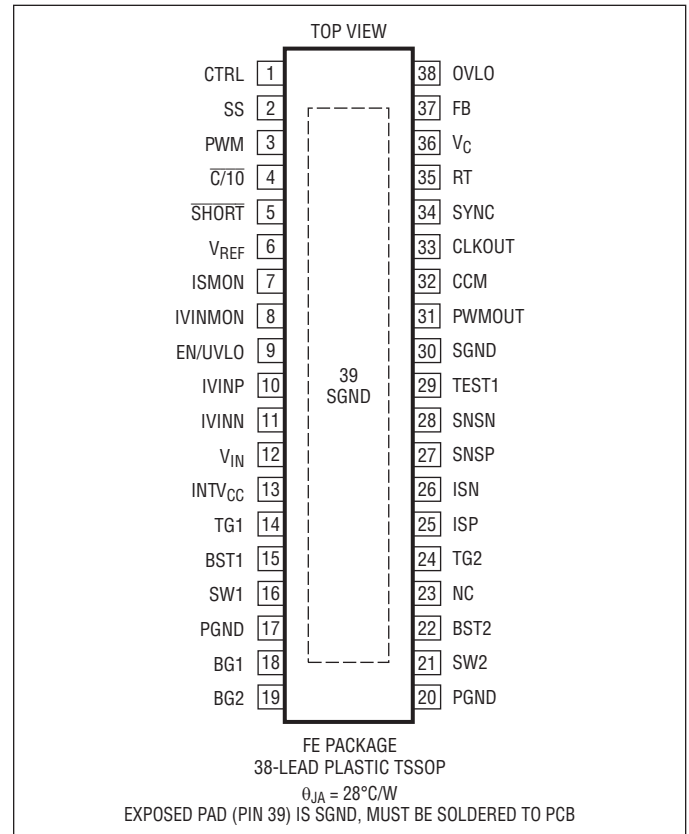 TOP VIEW
CTRL 1
SS 2
PWM 3
C/10 4
SHORT 5
VREF 6
ISMON 7
IVINMON 8
EN/UVLO 9
IVINP 10
IVINN 11
VIN 12
INTVCC 13
TG1 14
BST1 15
SW1 16
PGND 17
BG1 18
BG2 19
39
SGND
38 OVLO
37 FB
36 VC
35 RT
34 SYNC
33 CLKOUT
32 CCM
31 PWMOUT
30 SGND
29 TEST1
28 SNSN
27 SNSP
26 ISN
25 ISP
24 TG2
23 NC
22 BST2
21 SW2
20 PGND
FE PACKAGE
38-LEAD PLASTIC TSSOP
θJA = 28°C/W
EXPOSED PAD (PIN 39) IS SGND, MUST BE SOLDERED TO PCB